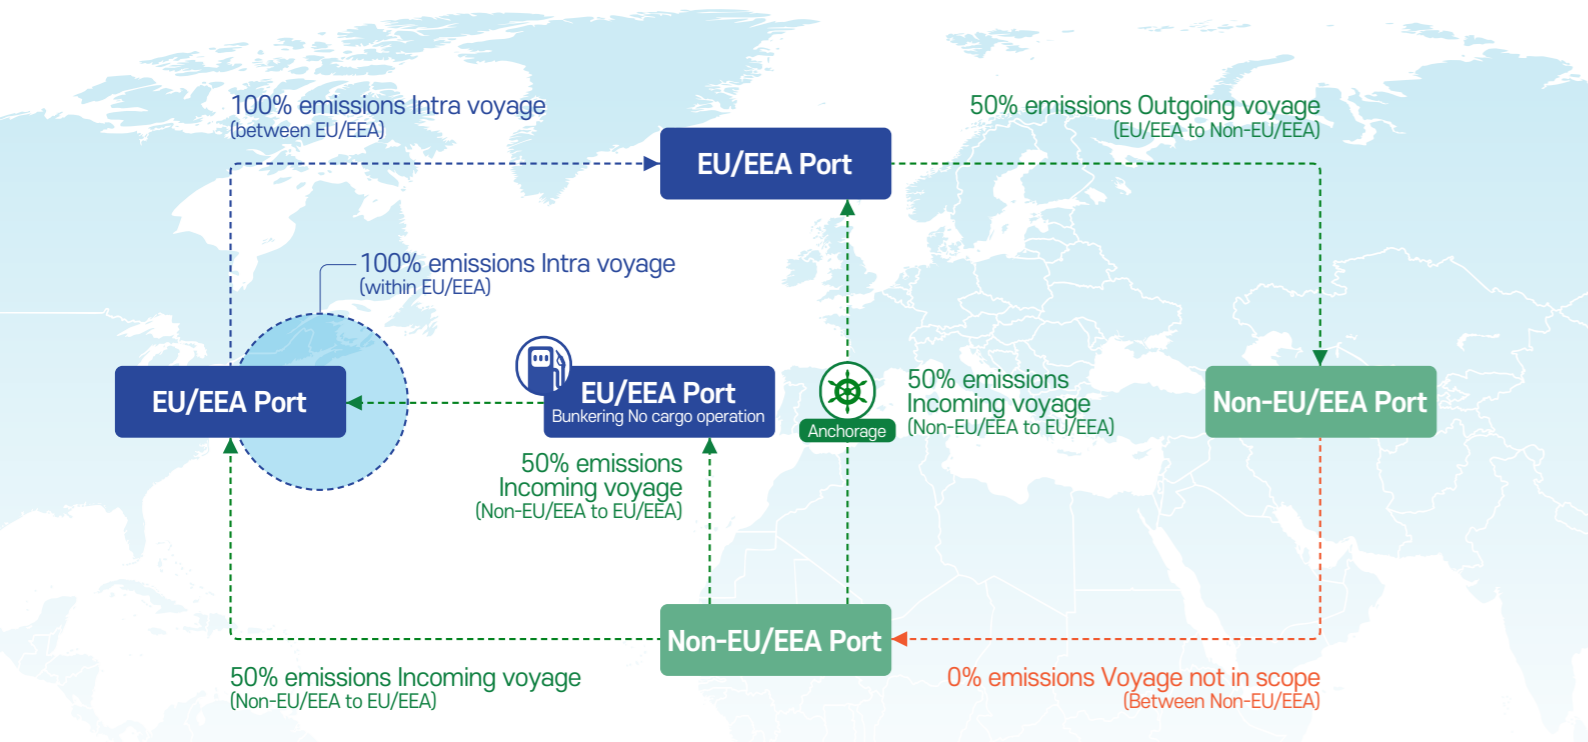 100% emissions Intra voyage
(between EU/EEA)
50% emissions Outgoing voyage
(EU/EEA to Non-EU/EEA)
EU/EEA Port
100% emissions Intra voyage
(within EU/EEA)
EU/EEA Port
EU/EEA Port
Bunkering No cargo operation
Anchorage
50% emissions
Incoming voyage
(Non-EU/EEA to EU/EEA)
Non-EU/EEA Port
50% emissions
Incoming voyage
(Non-EU/EEA to EU/EEA)
Non-EU/EEA Port
50% emissions Incoming voyage
(Non-EU/EEA to EU/EEA)
0% emissions Voyage not in scope
(Between Non-EU/EEA)